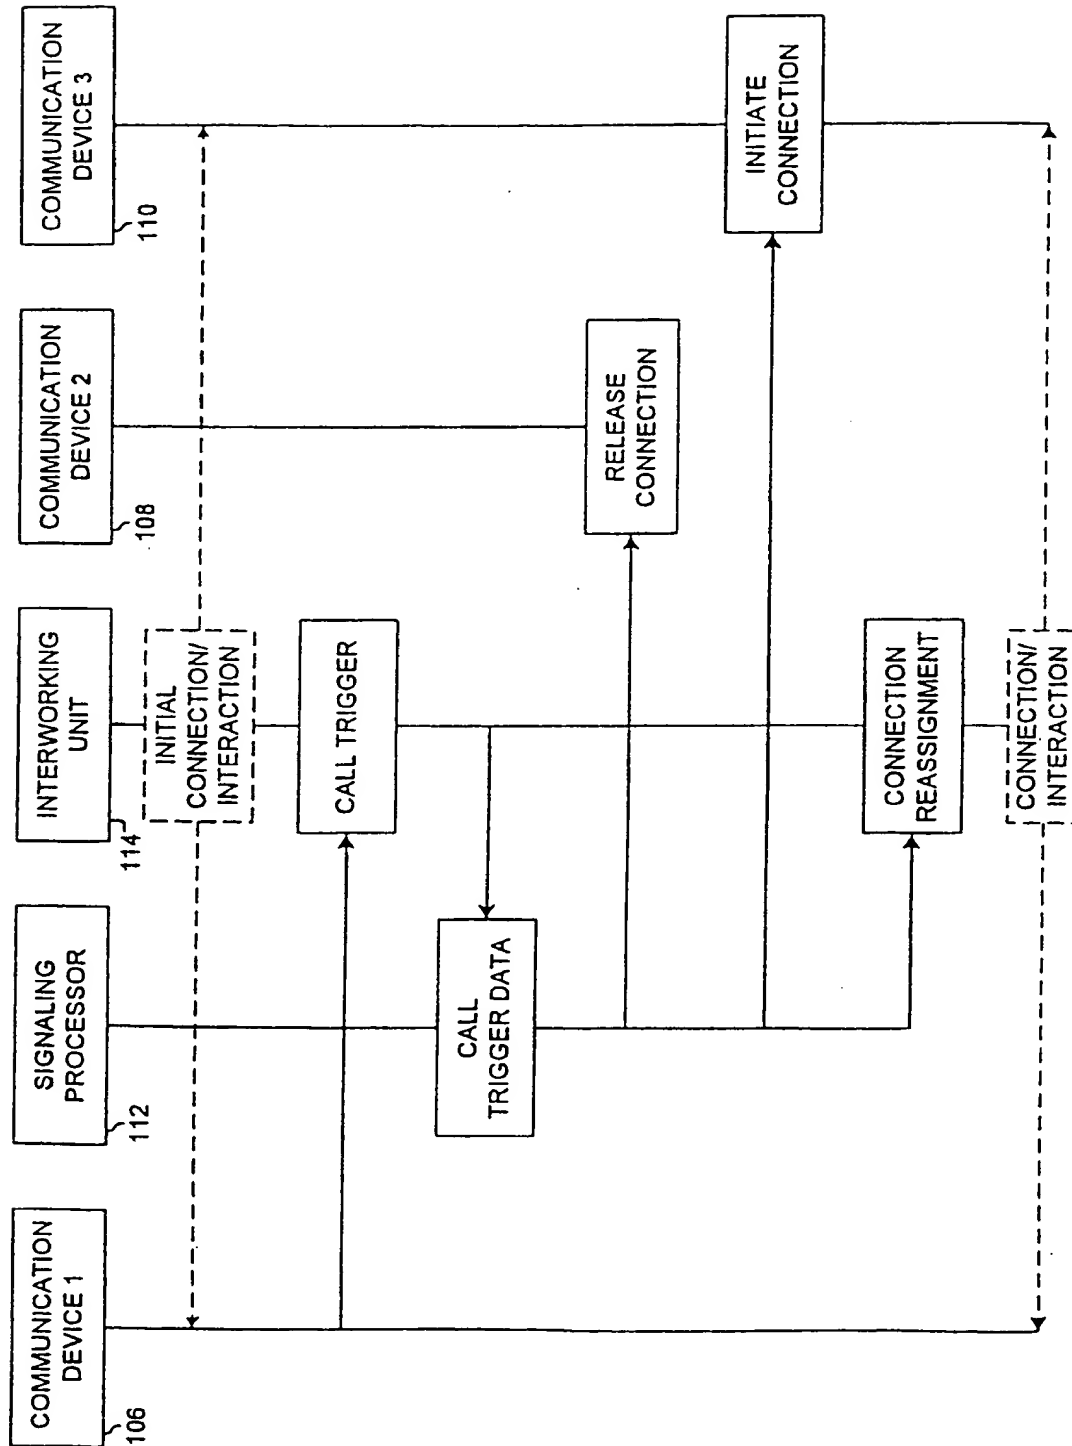 COMMUNICATION
DEVICE 1
106
SIGNALING
PROCESSOR
112
INTERWORKING
UNIT
114
COMMUNICATION
DEVICE 2
108
COMMUNICATION
DEVICE 3
110
INITIAL
CONNECTION/
INTERACTION
CALL TRIGGER
CALL
TRIGGER DATA
RELEASE
CONNECTION
INITIATE
CONNECTION
CONNECTION
REASSIGNMENT
CONNECTION/
INTERACTION